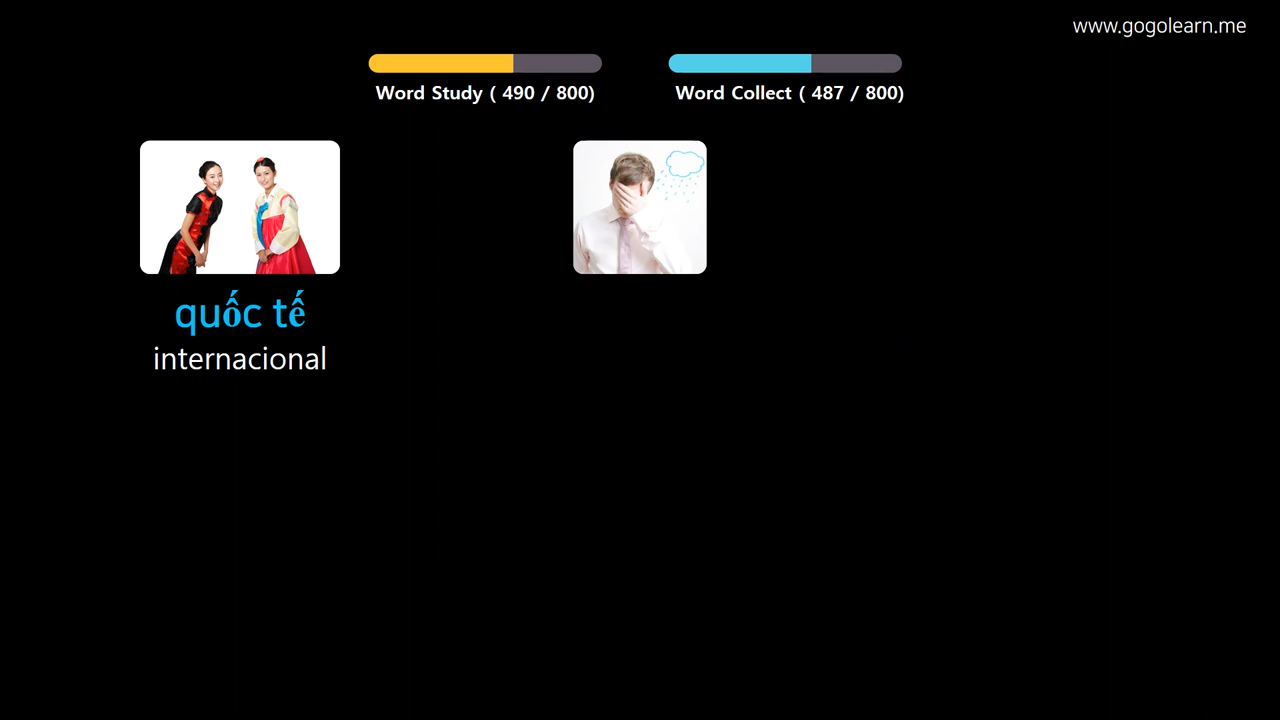 www.gogolearn.me
Word Study ( 490 / 800)
Word Collect ( 487 / 800)
quốc tế
internacional